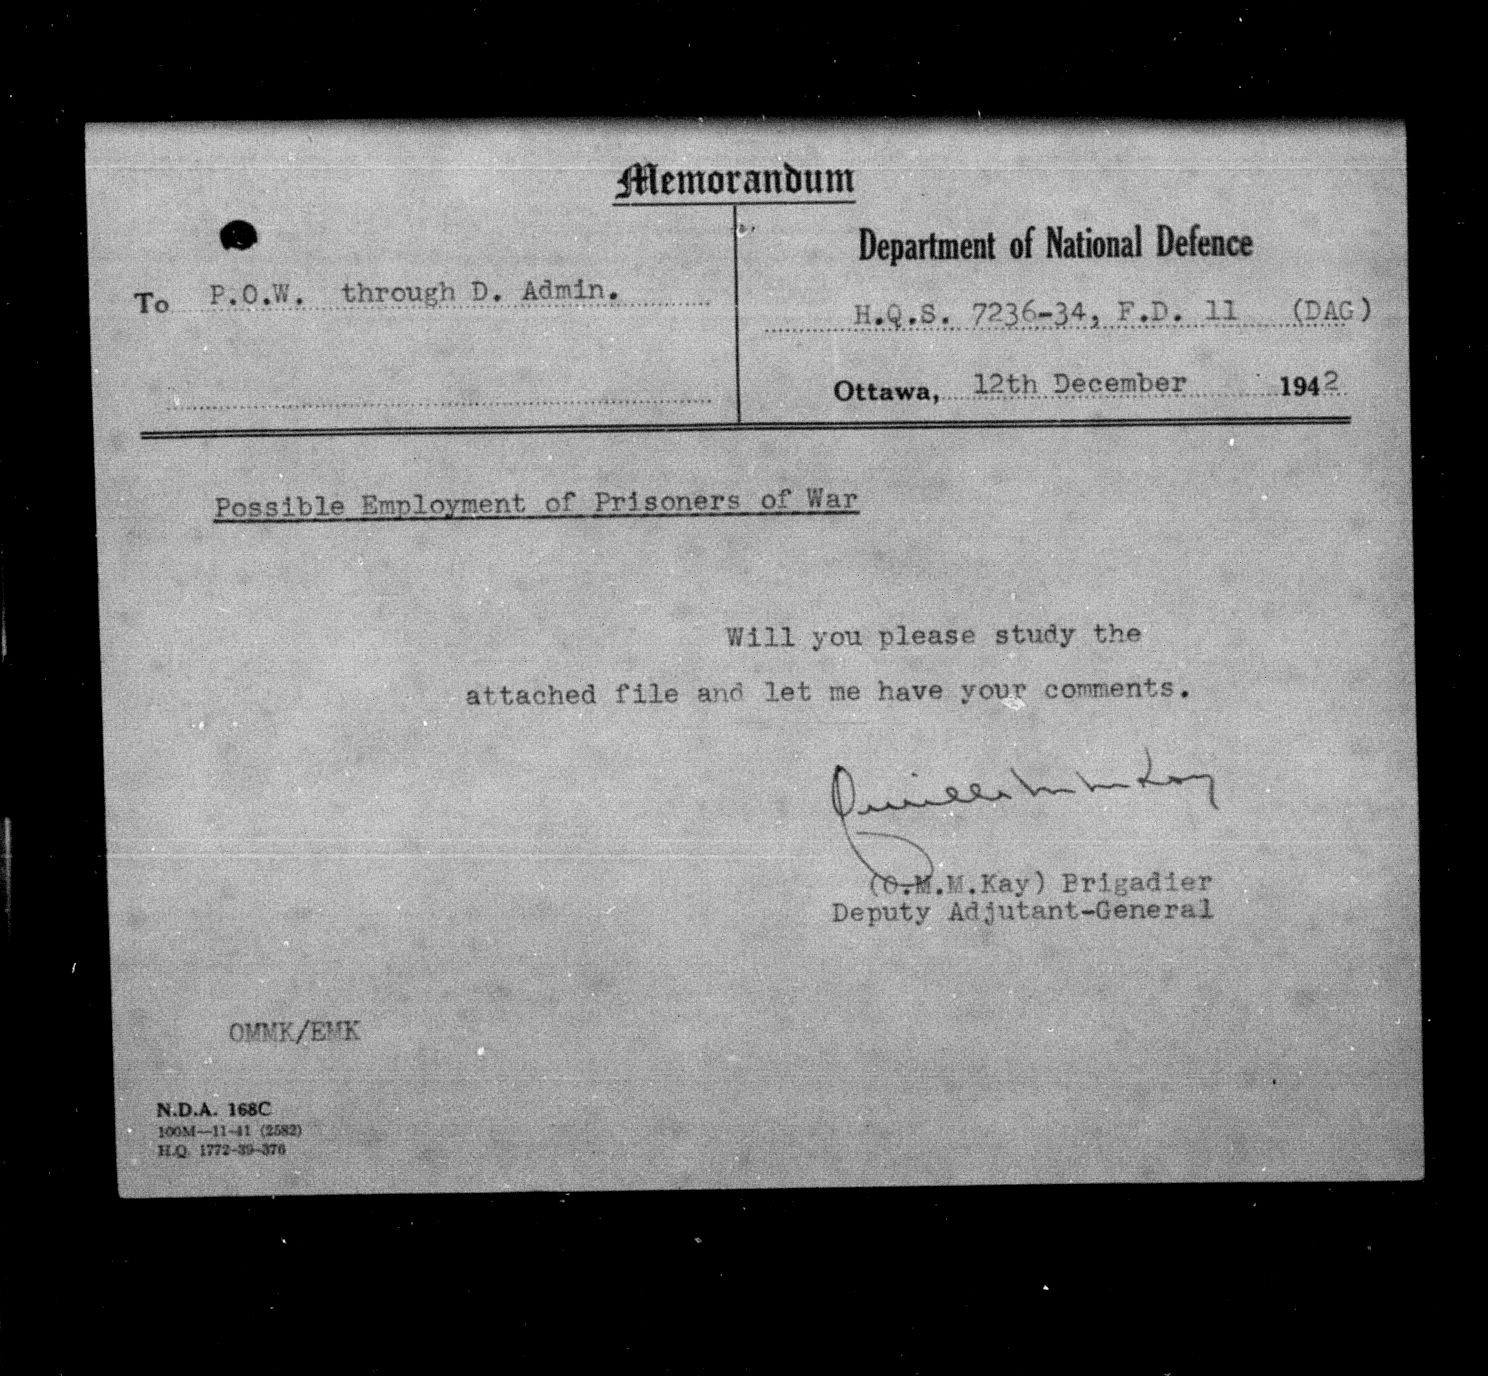 Memorandum
Department of National Defence
To P.O.W. through D. Admin.
H.Q.S. 7236-34, F.D. 11 (DAG)
Ottawa, 12th December 1942
Possible Employment of Prisoners of War
Will you please study the
attached file and let me have your comments.
(O.M.M.Kay) Brigadier
Deputy Adjutant-General
OMMK/EMK
N.D.A. 168C
100M—11-41 (2582)
H.Q. 1772-39-376